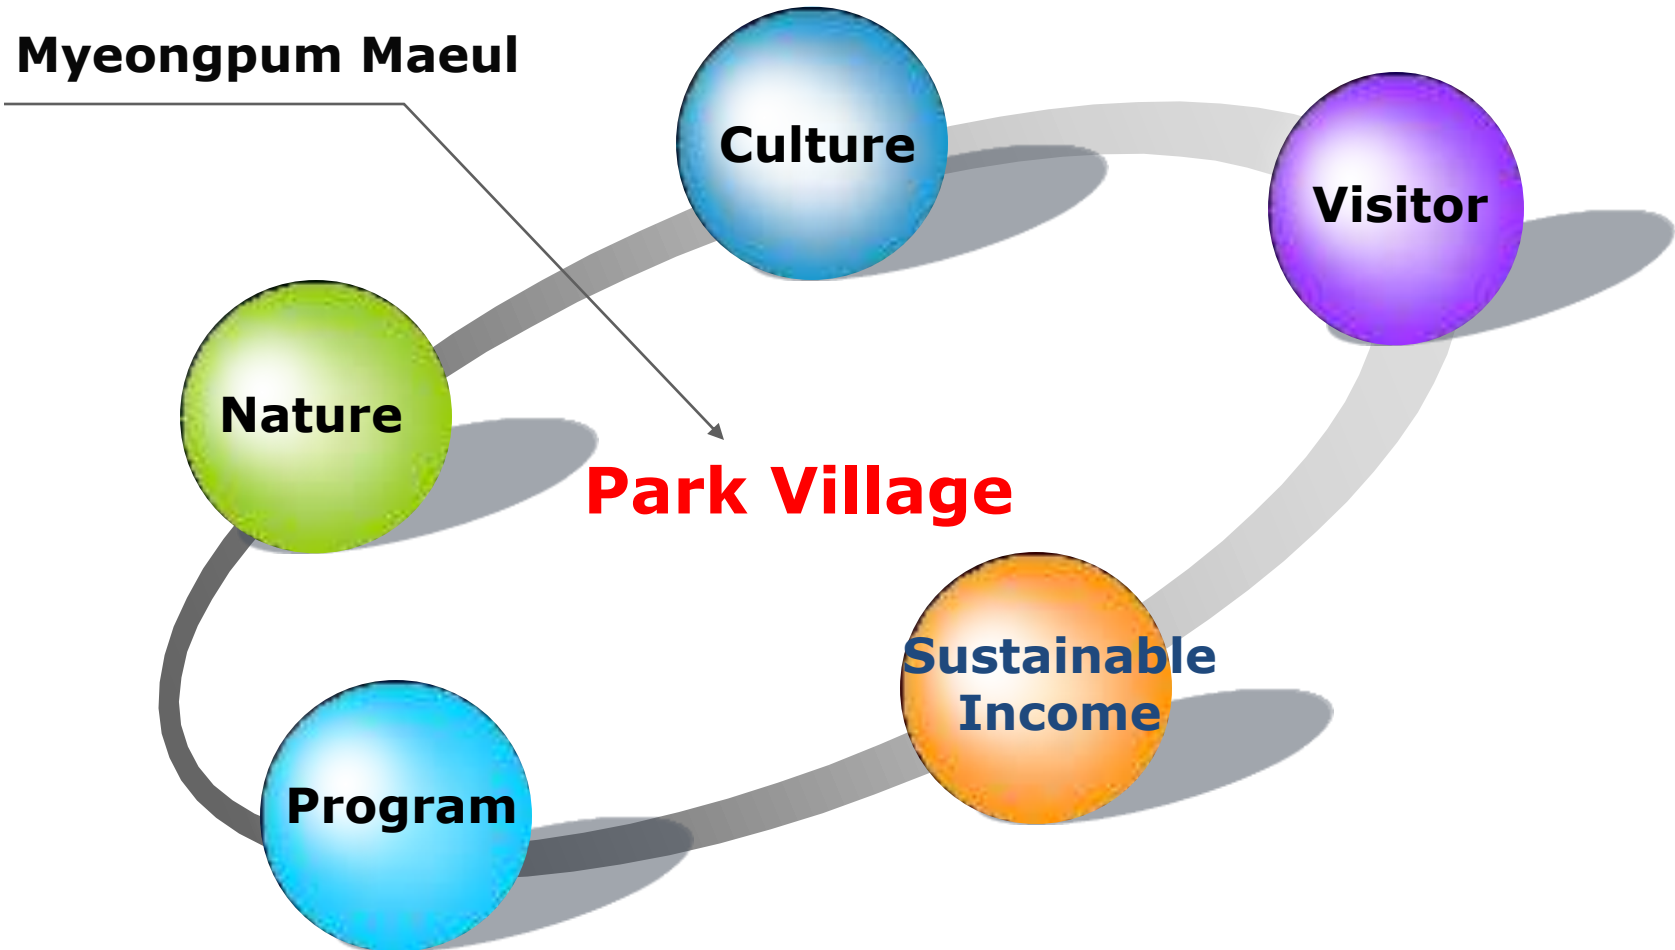 Myeongpum Maeul
Culture
Visitor
Nature
Park Village
Sustainable
Income
Program